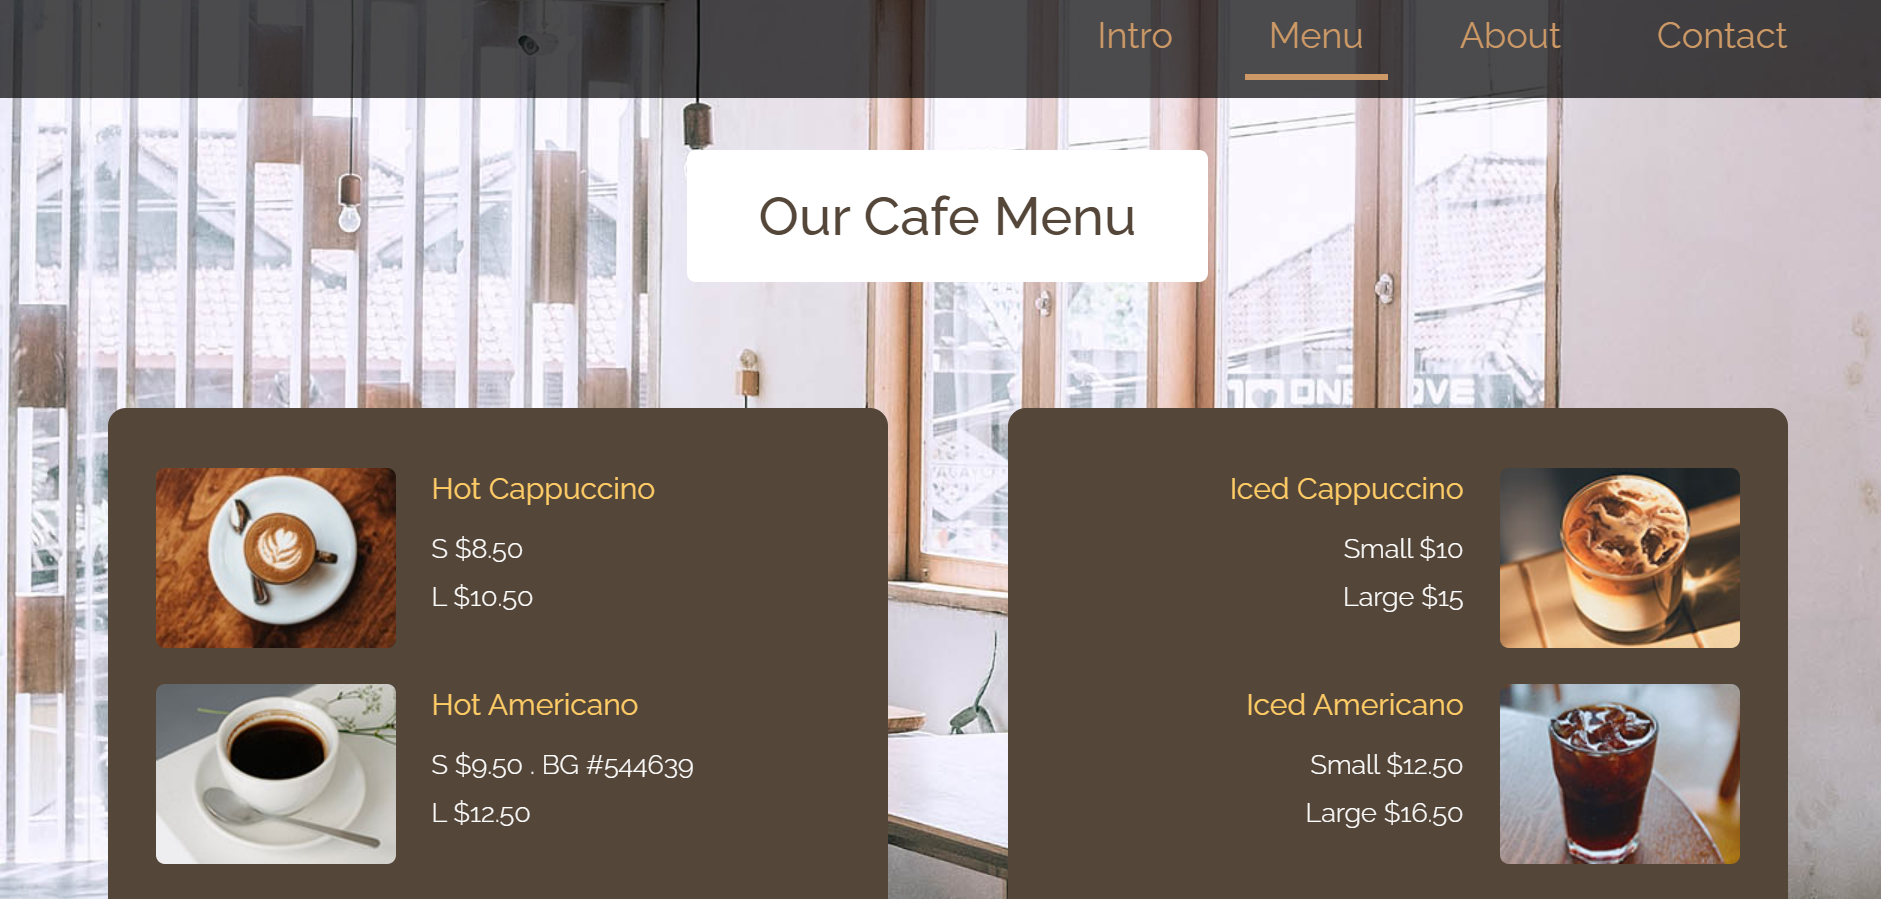 Intro
Menu
About
Contact
Our Cafe Menu
Hot Cappuccino
S $8.50
L $10.50
Hot Americano
S $9.50 . BG #544639
L $12.50
Iced Cappuccino
Small $10
Large $15
Iced Americano
Small $12.50
Large $16.50